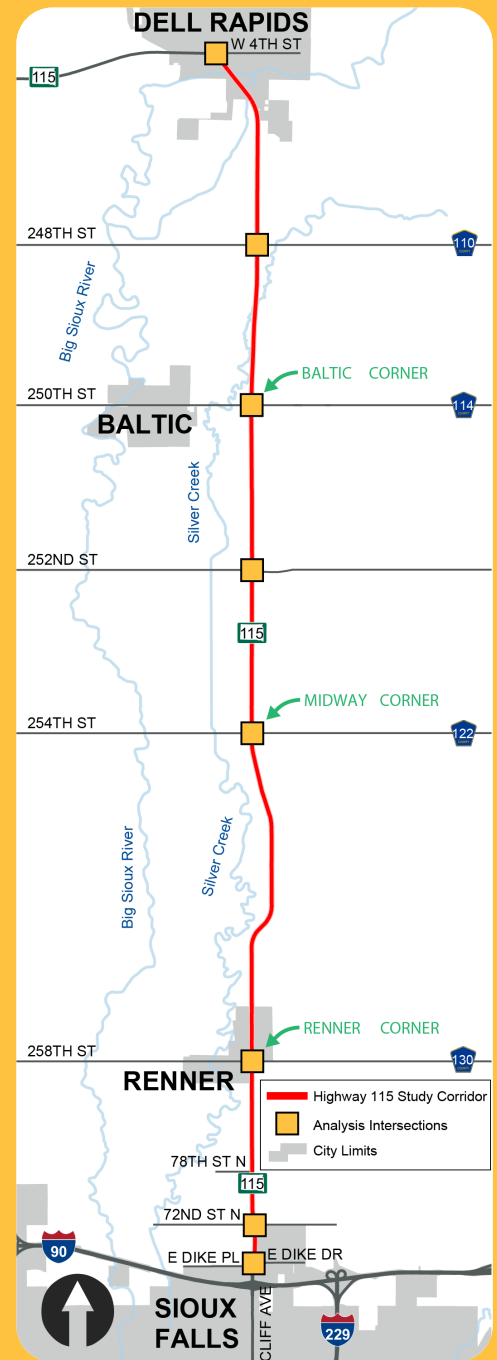 DELL RAPIDS
W 4TH ST
115
248TH ST
110
Big Sioux River
BALTIC CORNER
250TH ST
114
BALTIC
Silver Creek
252ND ST
115
MIDWAY CORNER
254TH ST
122
Silver Creek
Big Sioux River
RENNER CORNER
258TH ST
130
RENNER
Highway 115 Study Corridor
Analysis Intersections
City Limits
78TH ST N
115
72ND ST N
90
E DIKE PL
E DIKE DR
SIOUX
FALLS
CLIFF AVE
229